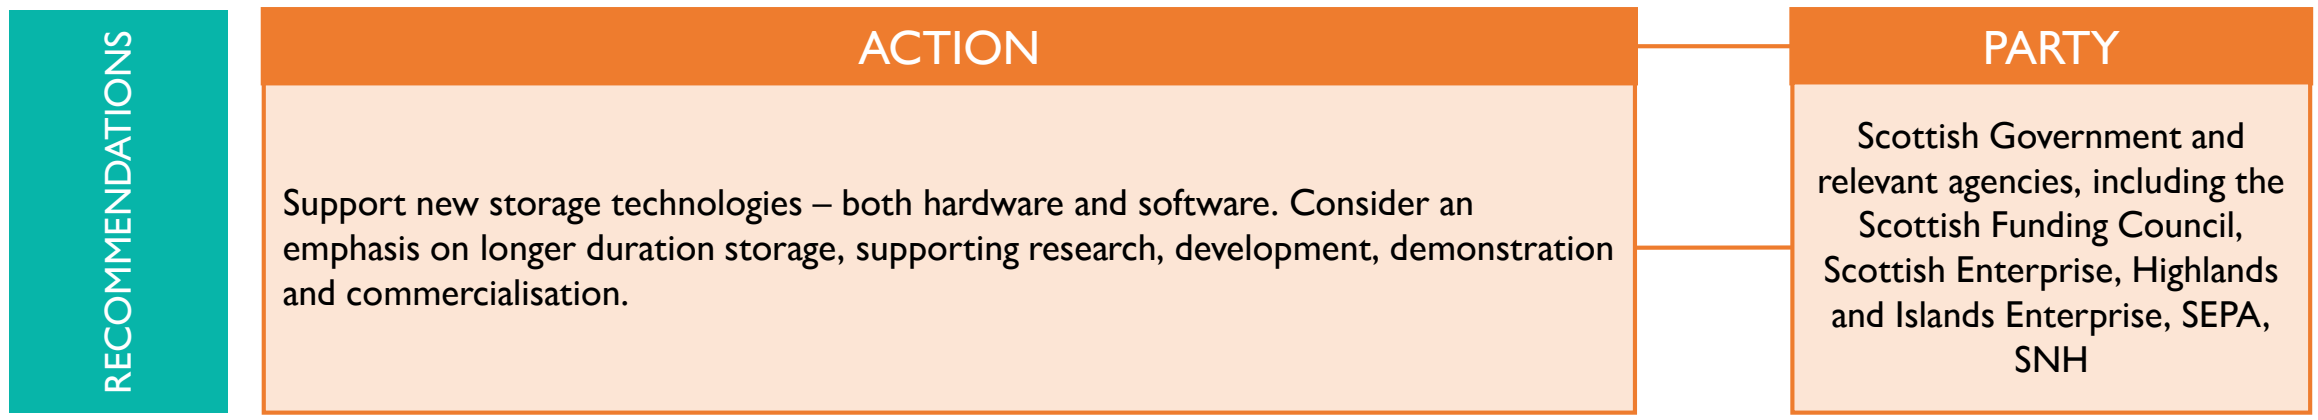 RECOMMENDATIONS
ACTION
Support new storage technologies – both hardware and software. Consider an
emphasis on longer duration storage, supporting research, development, demonstration
and commercialisation.
PARTY
Scottish Government and
relevant agencies, including the
Scottish Funding Council,
Scottish Enterprise, Highlands
and Islands Enterprise, SEPA,
SNH